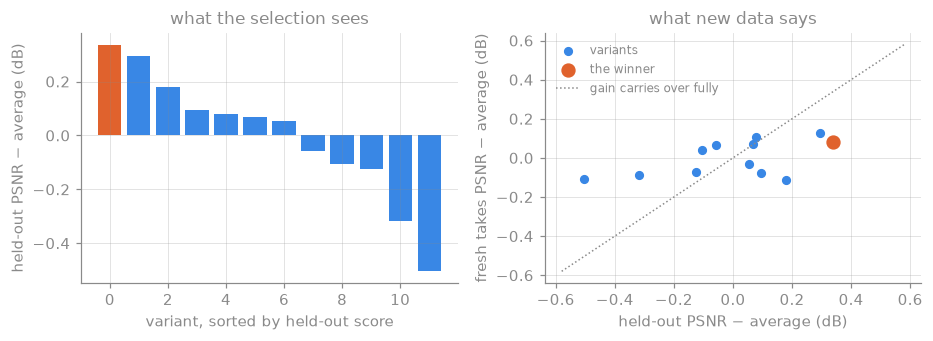 what the selection sees
held-out PSNR − average (dB)
0.2
0.0
−0.2
−0.4
0 2 4 6 8 10
variant, sorted by held-out score
what new data says
fresh takes PSNR − average (dB)
0.6
0.4
0.2
0.0
−0.2
−0.4
−0.6
variants
the winner
gain carries over fully
−0.6 −0.4 −0.2 0.0 0.2 0.4 0.6
held-out PSNR − average (dB)